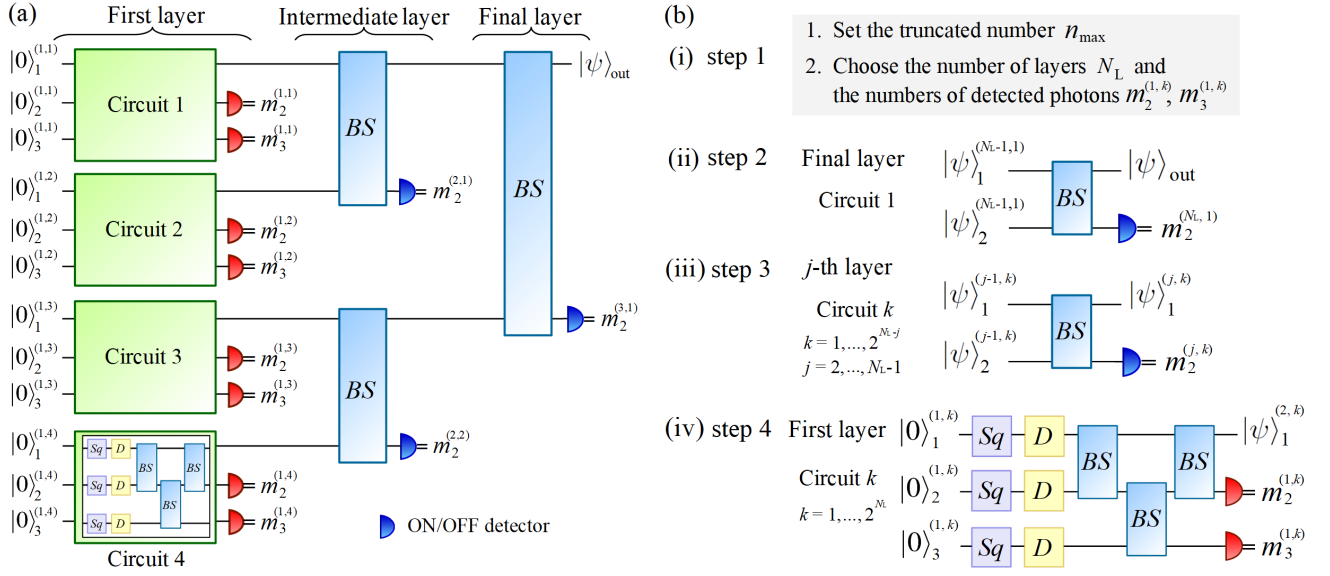 (a)
First layer
Intermediate layer
Final layer
|0⟩₁^(1,1)
|0⟩₂^(1,1)
|0⟩₃^(1,1)
Circuit 1
m₂^(1,1)
m₃^(1,1)
|0⟩₁^(1,2)
|0⟩₂^(1,2)
|0⟩₃^(1,2)
Circuit 2
m₂^(1,2)
m₃^(1,2)
|0⟩₁^(1,3)
|0⟩₂^(1,3)
|0⟩₃^(1,3)
Circuit 3
m₂^(1,3)
m₃^(1,3)
|0⟩₁^(1,4)
|0⟩₂^(1,4)
|0⟩₃^(1,4)
Sq D
Sq D
Sq D
BS
BS
BS
m₂^(1,4)
m₃^(1,4)
Circuit 4
BS
m₂^(2,1)
BS
m₂^(2,2)
BS
|ψ⟩out
m₂^(3,1)
ON/OFF detector
(b)
(i) step 1
1. Set the truncated number n_max
2. Choose the number of layers N_L and
the numbers of detected photons m₂^(1,k), m₃^(1,k)
(ii) step 2
Final layer
Circuit 1
|ψ⟩₁^(N_L-1,1)
|ψ⟩₂^(N_L-1,1)
BS
|ψ⟩out
m₂^(N_L,1)
(iii) step 3
j-th layer
Circuit k
k = 1,...,2^(N_L-j)
j = 2,...,N_L-1
|ψ⟩₁^(j-1,k)
|ψ⟩₂^(j-1,k)
BS
|ψ⟩₁^(j,k)
m₂^(j,k)
(iv) step 4
First layer
Circuit k
k = 1,...,2^N_L
|0⟩₁^(1,k)
|0⟩₂^(1,k)
|0⟩₃^(1,k)
Sq D
Sq D
Sq D
BS
BS
BS
|ψ⟩₁^(2,k)
m₂^(1,k)
m₃^(1,k)